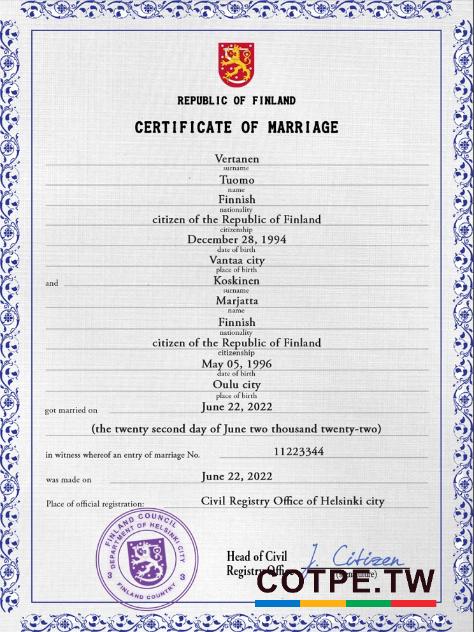 REPUBLIC OF FINLAND
CERTIFICATE OF MARRIAGE
Vertanen
surname
Tuomo
name
Finnish
nationality
citizen of the Republic of Finland
citizenship
December 28, 1994
date of birth
Vantaa city
place of birth
and Koskinen
surname
Marjatta
name
Finnish
nationality
citizen of the Republic of Finland
citizenship
May 05, 1996
date of birth
Oulu city
place of birth
got married on June 22, 2022
(the twenty second day of June two thousand twenty-two)
in witness whereof an entry of marriage No. 11223344
was made on June 22, 2022
Place of official registration: Civil Registry Office of Helsinki city
FINLAND COUNCIL
DEPARTMENT OF HELSINKI CITY
3 3
FINLAND COUNTRY
Head of Civil
Registry Office
J. Citizen
(signature)
COTPE.TW